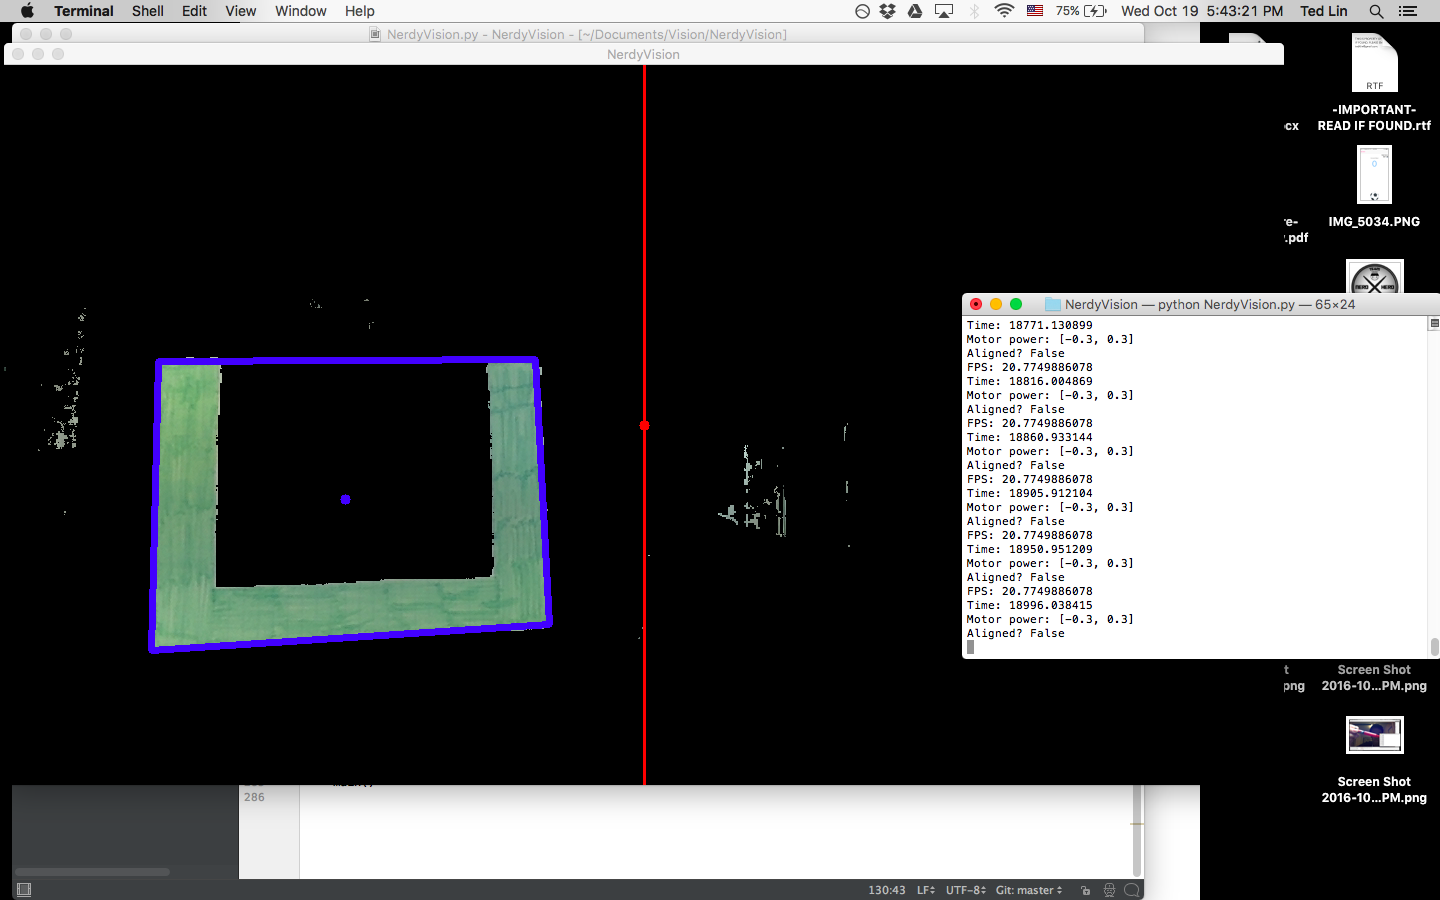 Terminal Shell Edit View Window Help 75% Wed Oct 19 5:43:21 PM Ted Lin
NerdyVision.py - NerdyVision - [~/Documents/Vision/NerdyVision]
NerdyVision
RTF
-IMPORTANT-
READ IF FOUND.rtf
cx
IMG_5034.PNG
re-
.pdf
NerdyVision — python NerdyVision.py — 65×24
Time: 18771.130899
Motor power: [-0.3, 0.3]
Aligned? False
FPS: 20.7749886078
Time: 18816.004869
Motor power: [-0.3, 0.3]
Aligned? False
FPS: 20.7749886078
Time: 18860.933144
Motor power: [-0.3, 0.3]
Aligned? False
FPS: 20.7749886078
Time: 18905.912104
Motor power: [-0.3, 0.3]
Aligned? False
FPS: 20.7749886078
Time: 18950.951209
Motor power: [-0.3, 0.3]
Aligned? False
FPS: 20.7749886078
Time: 18996.038415
Motor power: [-0.3, 0.3]
Aligned? False
t
png
Screen Shot
2016-10...PM.png
Screen Shot
2016-10...PM.png
286
130:43 LF UTF-8 Git: master